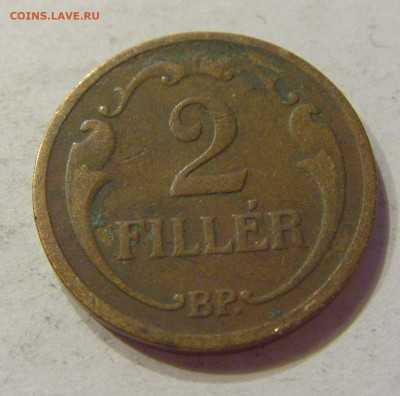 COINS.LAVE.RU
2
FILLÉR
BP.